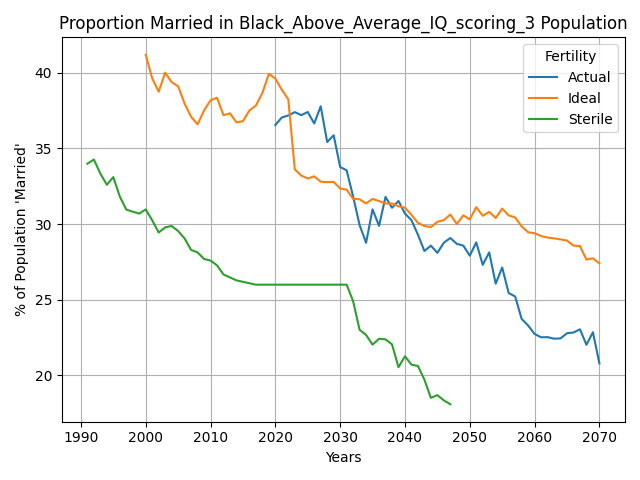 Proportion Married in Black_Above_Average_IQ_scoring_3 Population
Fertility
Actual
Ideal
Sterile
% of Population 'Married'
40
35
30
25
20
1990 2000 2010 2020 2030 2040 2050 2060 2070
Years